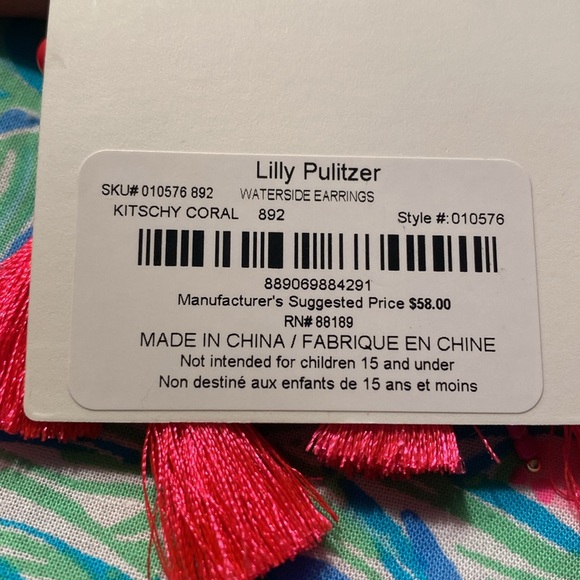 Lilly Pulitzer
SKU# 010576 892 WATERSIDE EARRINGS
KITSCHY CORAL 892 Style #: 010576
889069884291
Manufacturer's Suggested Price $58.00
RN# 88189
MADE IN CHINA / FABRIQUE EN CHINE
Not intended for children 15 and under
Non destiné aux enfants de 15 ans et moins